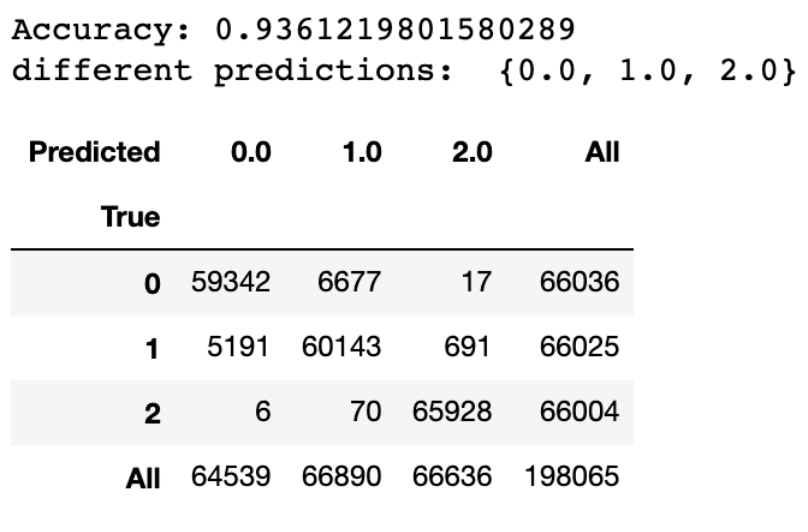 Accuracy: 0.9361219801580289
different predictions:  {0.0, 1.0, 2.0}
Predicted 0.0 1.0 2.0 All
True
0 59342 6677 17 66036
1 5191 60143 691 66025
2 6 70 65928 66004
All 64539 66890 66636 198065